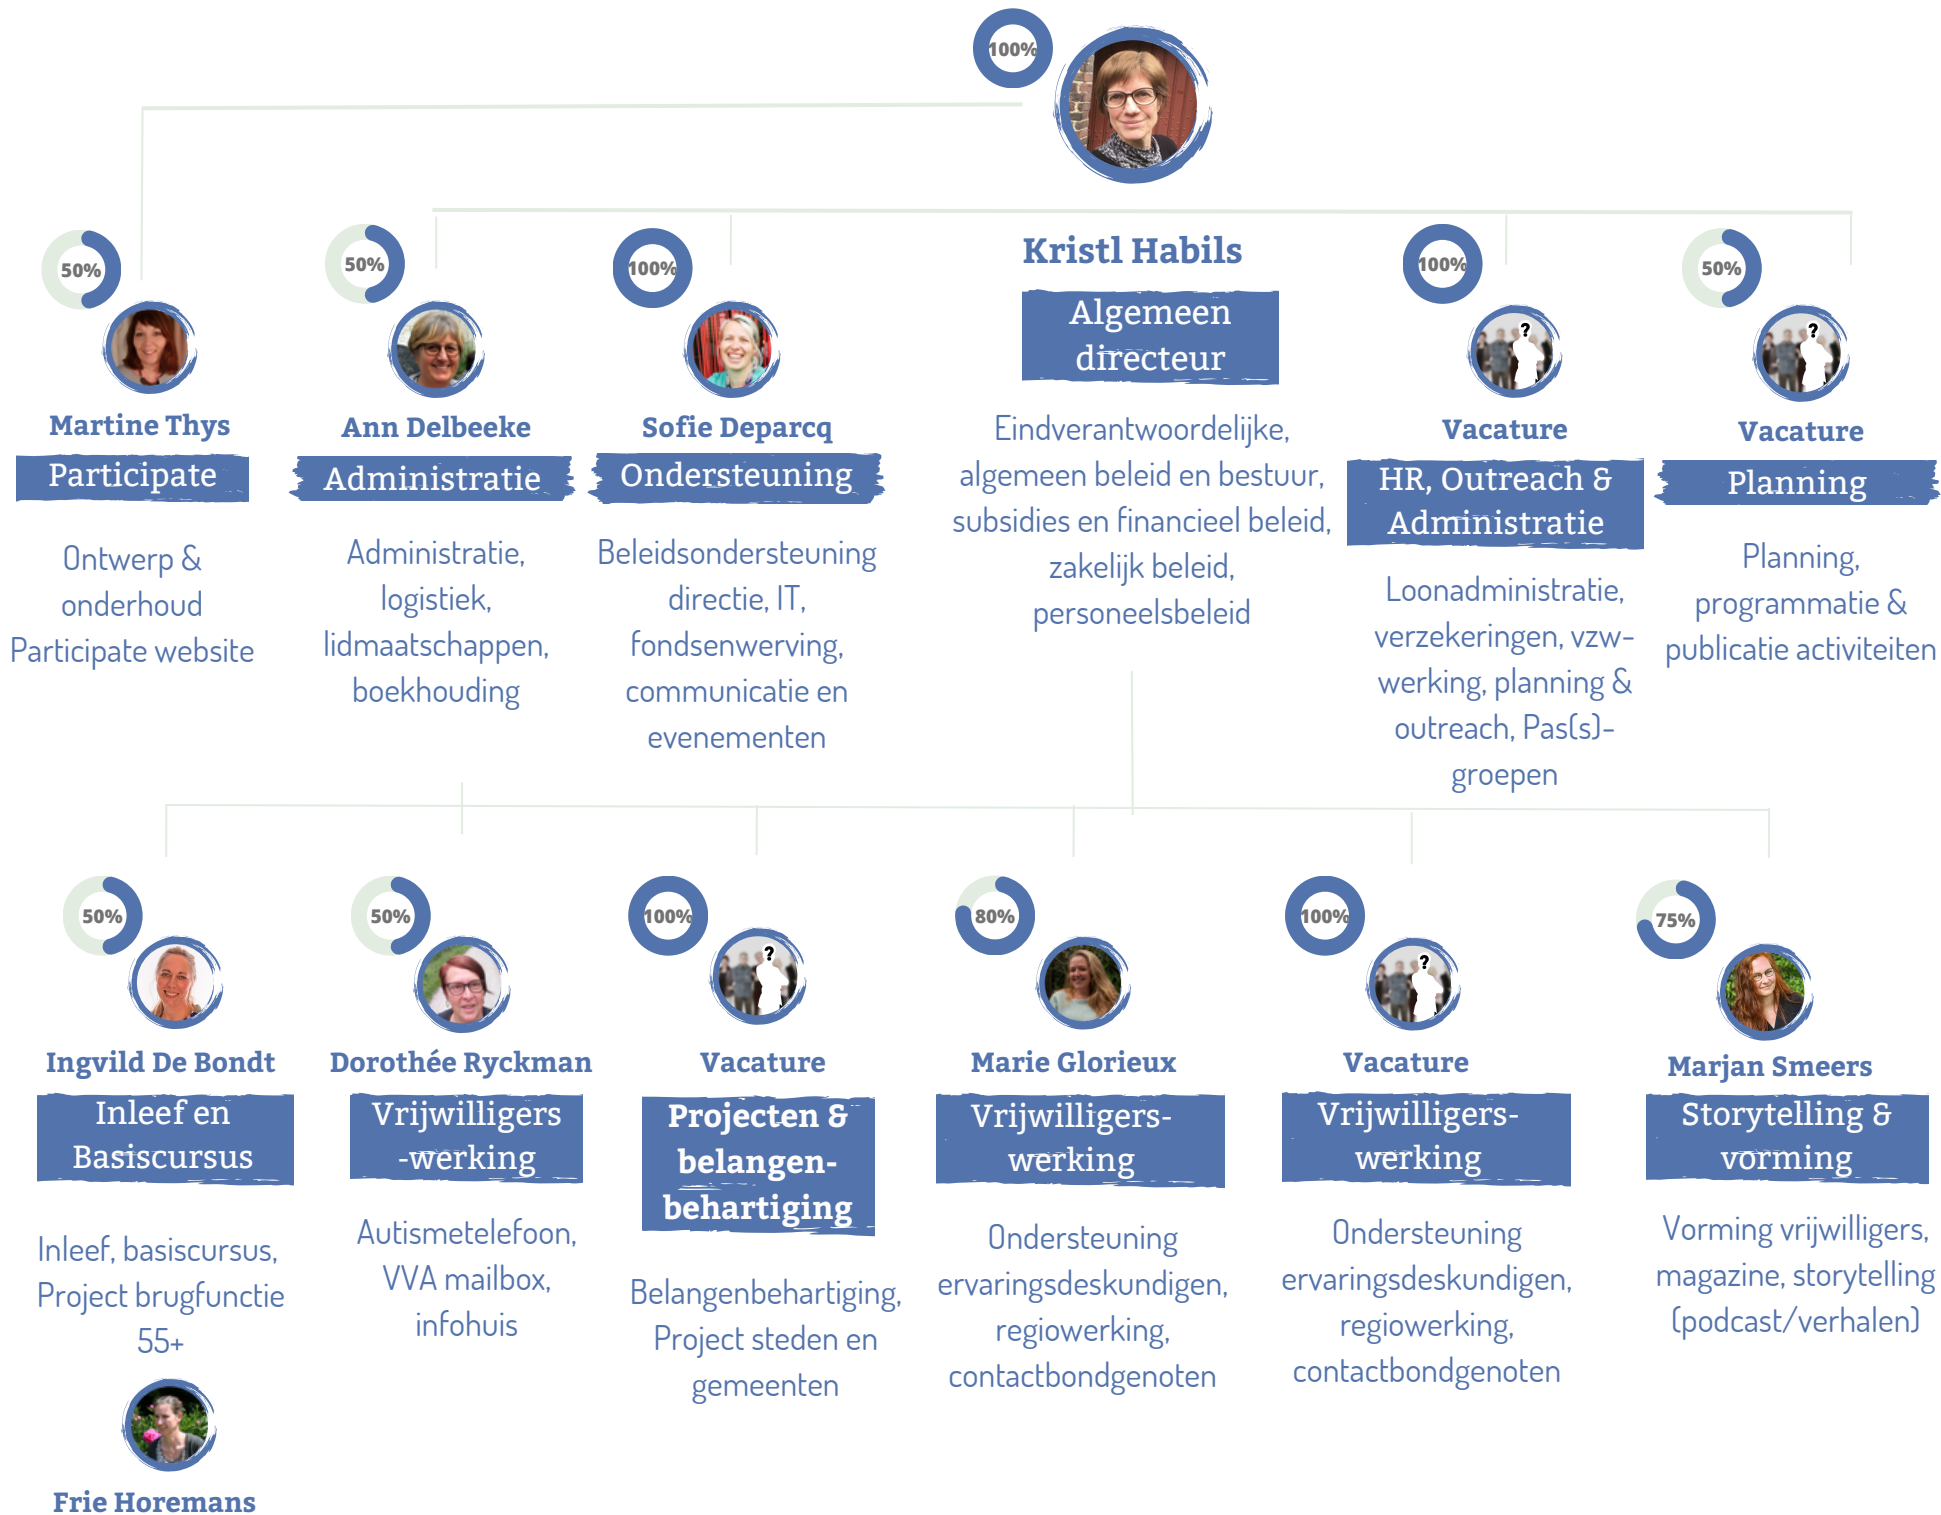 100%
Kristl Habils
Algemeen
directeur
Eindverantwoordelijke,
algemeen beleid en bestuur,
subsidies en financieel beleid,
zakelijk beleid,
personeelsbeleid
50%
Martine Thys
Participate
Ontwerp &
onderhoud
Participate website
50%
Ann Delbeeke
Administratie
Administratie,
logistiek,
lidmaatschappen,
boekhouding
100%
Sofie Deparcq
Ondersteuning
Beleidsondersteuning
directie, IT,
fondsenwerving,
communicatie en
evenementen
100%
?
Vacature
HR, Outreach &
Administratie
Loonadministratie,
verzekeringen, vzw-
werking, planning &
outreach, Pas(s)-
groepen
50%
?
Vacature
Planning
Planning,
programmatie &
publicatie activiteiten
50%
Ingvild De Bondt
Inleef en
Basiscursus
Inleef, basiscursus,
Project brugfunctie
55+
Frie Horemans
50%
Dorothée Ryckman
Vrijwilligers
-werking
Autismetelefoon,
VVA mailbox,
infohuis
100%
?
Vacature
Projecten &
belangen-
behartiging
Belangenbehartiging,
Project steden en
gemeenten
80%
Marie Glorieux
Vrijwilligers-
werking
Ondersteuning
ervaringsdeskundigen,
regiowerking,
contactbondgenoten
100%
?
Vacature
Vrijwilligers-
werking
Ondersteuning
ervaringsdeskundigen,
regiowerking,
contactbondgenoten
75%
Marjan Smeers
Storytelling &
vorming
Vorming vrijwilligers,
magazine, storytelling
(podcast/verhalen)